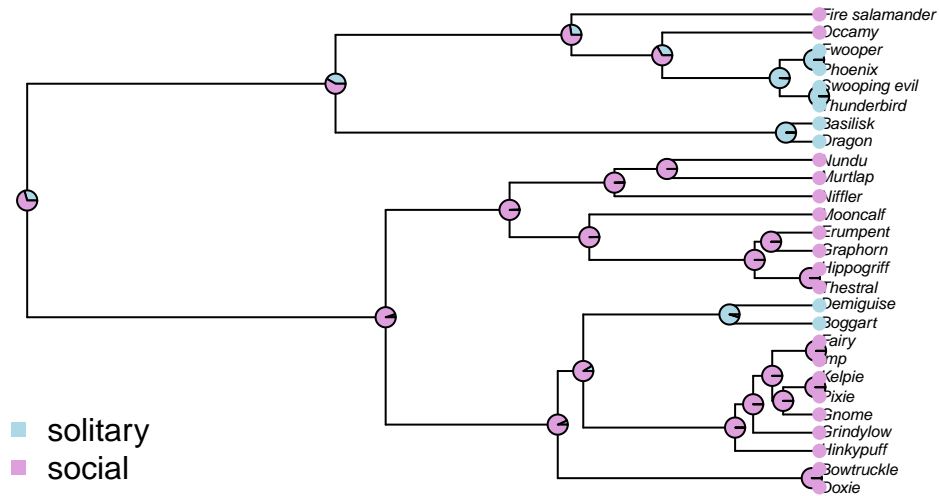 Fire salamander
Occamy
Fwooper
Phoenix
Swooping evil
Thunderbird
Basilisk
Dragon
Nundu
Murtlap
Niffler
Mooncalf
Erumpent
Graphorn
Hippogriff
Thestral
Demiguise
Boggart
Fairy
Imp
Kelpie
Pixie
Gnome
Grindylow
Hinkypuff
Bowtruckle
Doxie
solitary
social